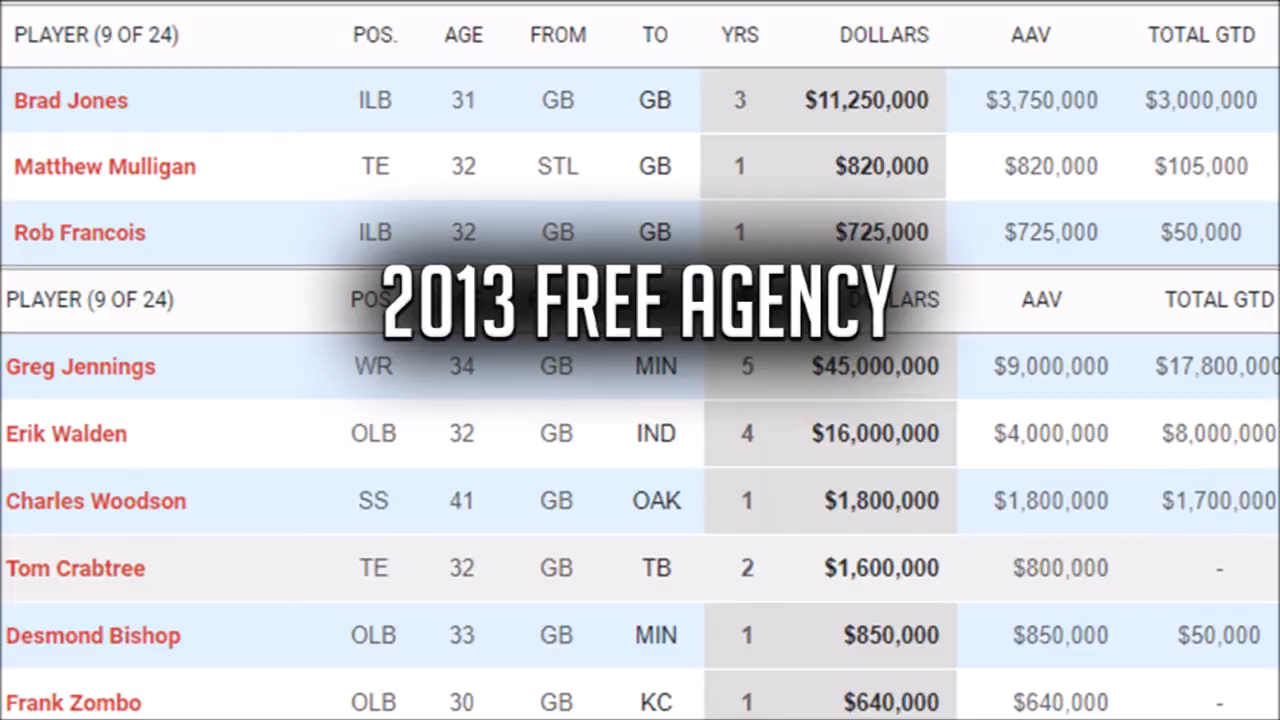 PLAYER (9 OF 24) POS. AGE FROM TO YRS DOLLARS AAV TOTAL GTD
Brad Jones ILB 31 GB GB 3 $11,250,000 $3,750,000 $3,000,000
Matthew Mulligan TE 32 STL GB 1 $820,000 $820,000 $105,000
Rob Francois ILB 32 GB GB 1 $725,000 $725,000 $50,000
2013 FREE AGENCY
PLAYER (9 OF 24) POS LARS AAV TOTAL GTD
Greg Jennings WR 34 GB MIN 5 $45,000,000 $9,000,000 $17,800,000
Erik Walden OLB 32 GB IND 4 $16,000,000 $4,000,000 $8,000,000
Charles Woodson SS 41 GB OAK 1 $1,800,000 $1,800,000 $1,700,000
Tom Crabtree TE 32 GB TB 2 $1,600,000 $800,000 -
Desmond Bishop OLB 33 GB MIN 1 $850,000 $850,000 $50,000
Frank Zombo OLB 30 GB KC 1 $640,000 $640,000 -